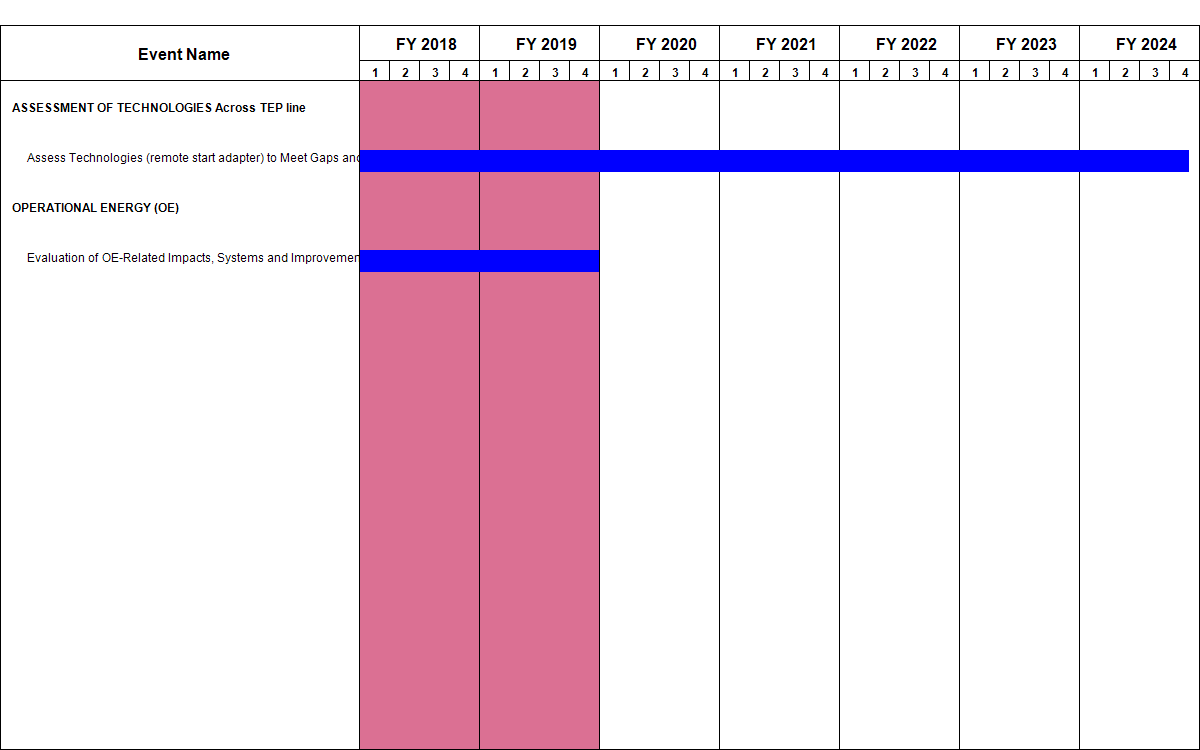 Event Name
FY 2018 FY 2019 FY 2020 FY 2021 FY 2022 FY 2023 FY 2024
1 2 3 4 1 2 3 4 1 2 3 4 1 2 3 4 1 2 3 4 1 2 3 4 1 2 3 4
ASSESSMENT OF TECHNOLOGIES Across TEP line
Assess Technologies (remote start adapter) to Meet Gaps and
OPERATIONAL ENERGY (OE)
Evaluation of OE-Related Impacts, Systems and